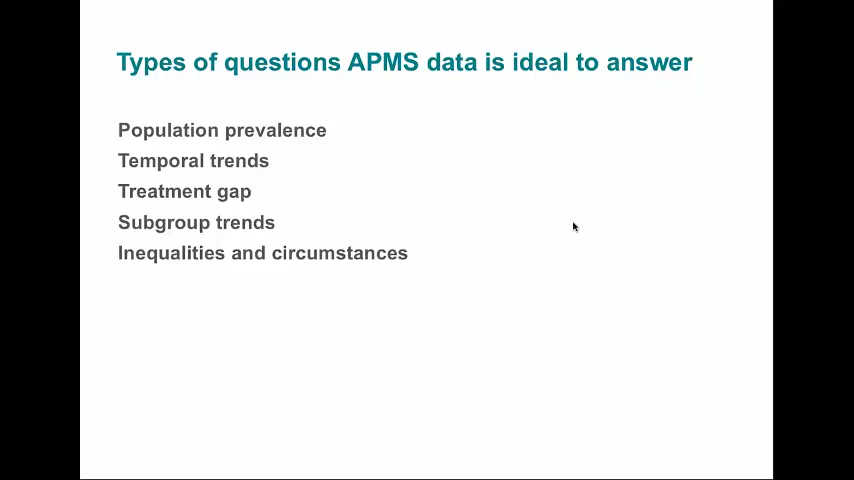 Types of questions APMS data is ideal to answer
Population prevalence
Temporal trends
Treatment gap
Subgroup trends
Inequalities and circumstances